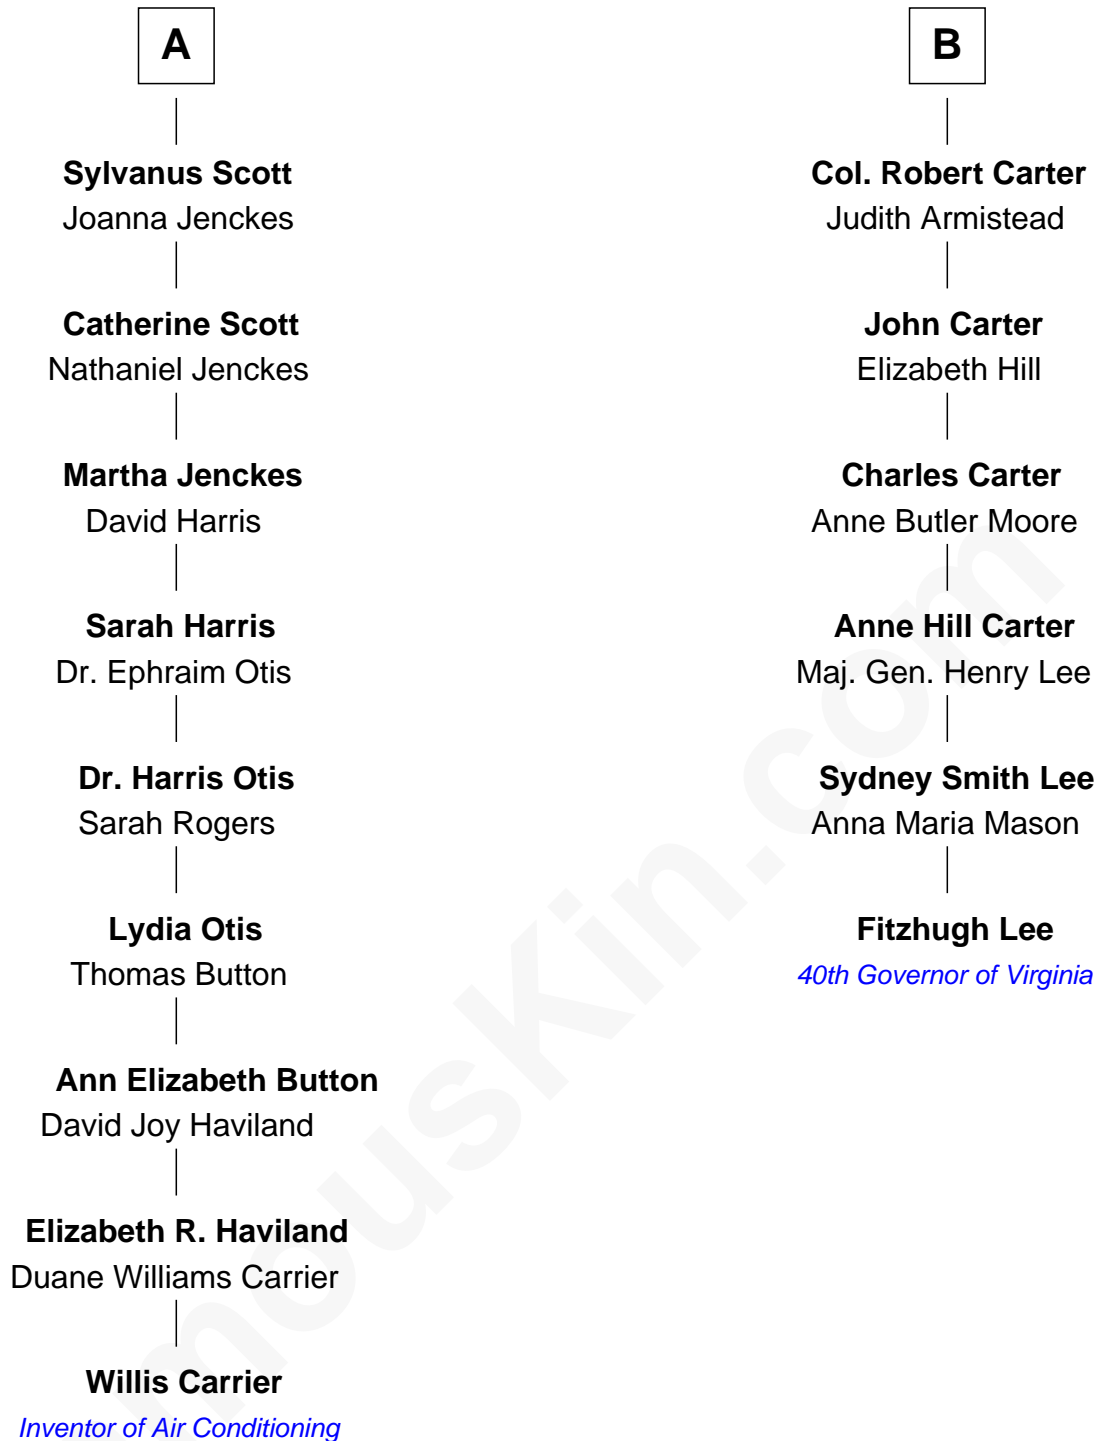 A
Sylvanus Scott
Joanna Jenckes
Catherine Scott
Nathaniel Jenckes
Martha Jenckes
David Harris
Sarah Harris
Dr. Ephraim Otis
Dr. Harris Otis
Sarah Rogers
Lydia Otis
Thomas Button
Ann Elizabeth Button
David Joy Haviland
Elizabeth R. Haviland
Duane Williams Carrier
Willis Carrier
Inventor of Air Conditioning
B
Col. Robert Carter
Judith Armistead
John Carter
Elizabeth Hill
Charles Carter
Anne Butler Moore
Anne Hill Carter
Maj. Gen. Henry Lee
Sydney Smith Lee
Anna Maria Mason
Fitzhugh Lee
40th Governor of Virginia
mouskin.com